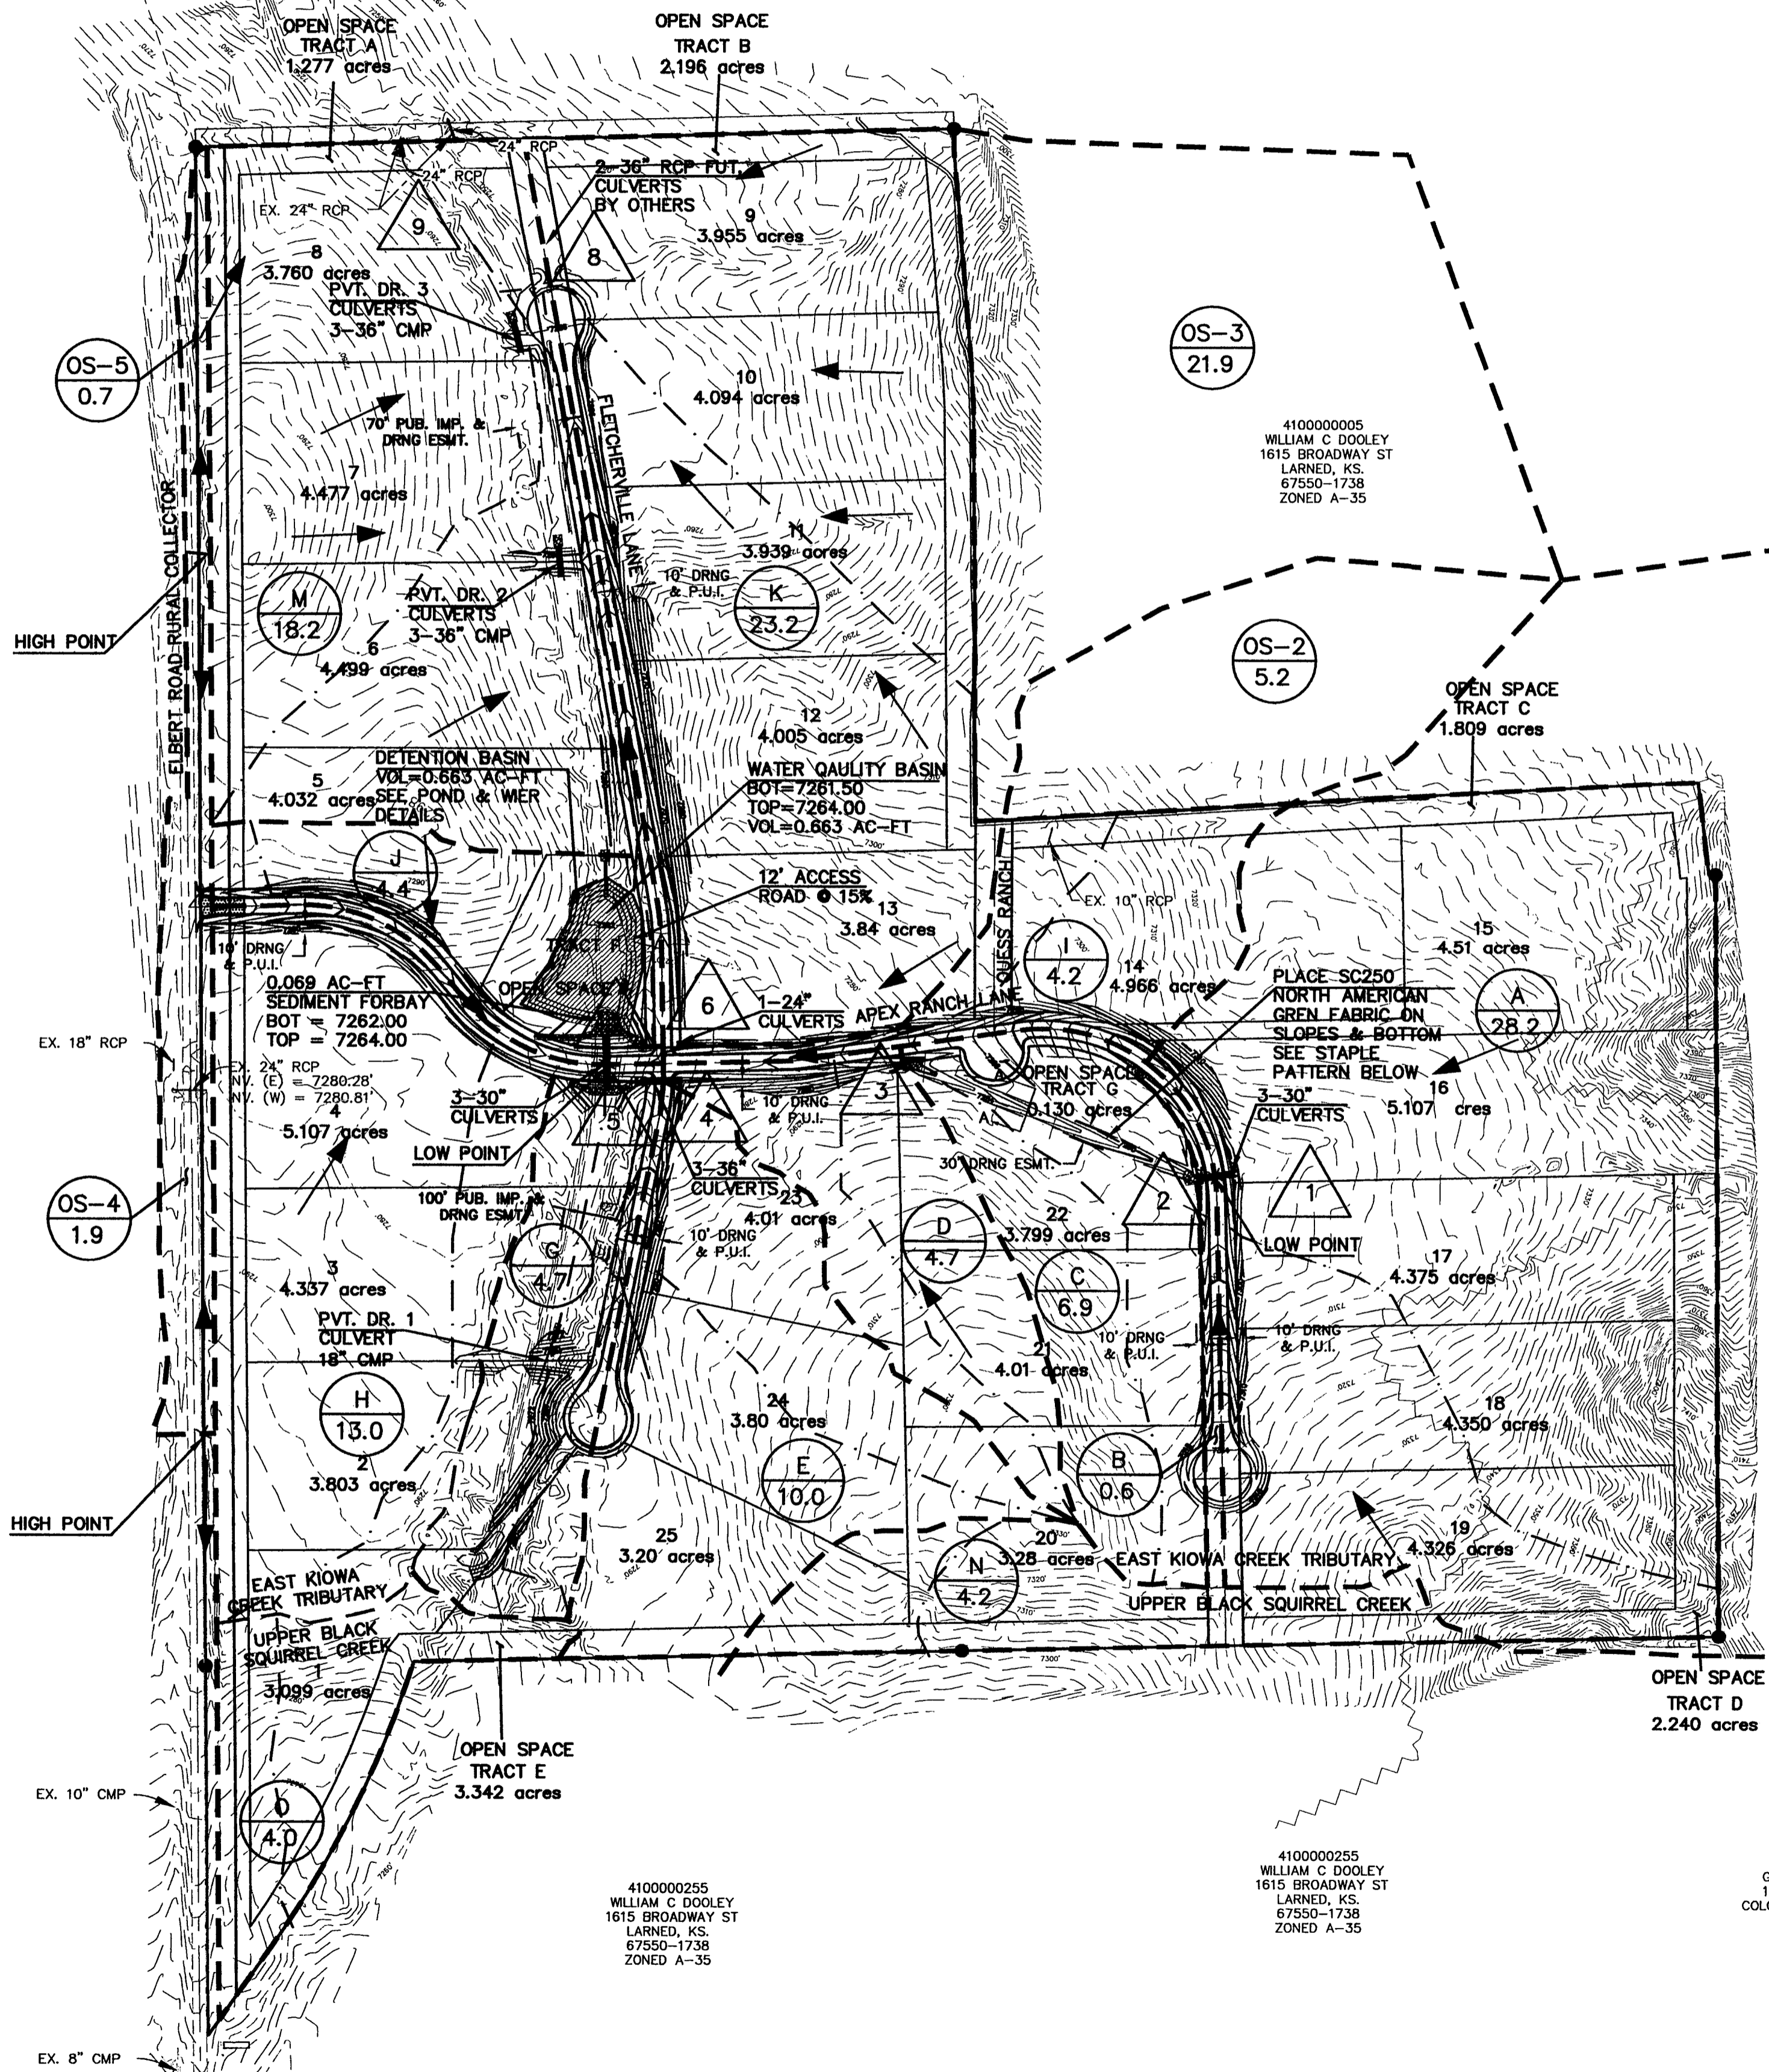 OPEN SPACE
TRACT A
1.277 acres
OPEN SPACE
TRACT B
2.196 acres
24" RCP
24" RCP
EX. 24" RCP
2-36" RCP FUT.
CULVERTS
BY OTHERS
9
8
9
3.955 acres
8
3.760 acres
PVT. DR. 3
CULVERTS
3-36" CMP
OS-5
0.7
OS-3
21.9
4100000005
WILLIAM C DOOLEY
1615 BROADWAY ST
LARNED, KS.
67550-1738
ZONED A-35
10
4.094 acres
70' PUB. IMP. &
DRNG ESMT.
FLETCHERVILLE LANE
7
4.477 acres
11
3.939 acres
ELBERT ROAD RURAL COLLECTOR
10' DRNG
& P.U.I.
K
23.2
M
18.2
PVT. DR. 2
CULVERTS
3-36" CMP
HIGH POINT
6
4.499 acres
OS-2
5.2
OPEN SPACE
TRACT C
1.809 acres
12
4.005 acres
DETENTION BASIN
VOL=0.663 AC-FT
SEE POND & WIER
DETAILS
5
4.032 acres
WATER QAULITY BASIN
BOT=7261.50
TOP=7264.00
VOL=0.663 AC-FT
7300'
J
4.4
7290'
12' ACCESS
ROAD @ 15%
13
3.84 acres
GUESS RANCH
EX. 10" RCP
I
4.2
14
4.966 acres
15
4.51 acres
10' DRNG
& P.U.I.
TRACT F
OPEN SPACE
0.069 AC-FT
SEDIMENT FORBAY
BOT = 7262.00
TOP = 7264.00
6
1-24"
CULVERTS
APEX RANCH LANE
PLACE SC250
NORTH AMERICAN
GREN FABRIC ON
SLOPES & BOTTOM
SEE STAPLE
PATTERN BELOW
A
28.2
EX. 18" RCP
EX. 24" RCP
INV. (E) = 7280.28'
INV. (W) = 7280.81'
4
5.107 acres
3-30"
CULVERTS
5
4
10' DRNG
& P.U.I.
3
OPEN SPACE
TRACT G
0.130 acres
3-30"
CULVERTS
16
5.107 cres
LOW POINT
3-36"
CULVERTS
30' DRNG ESMT.
2
1
OS-4
1.9
100' PUB. IMP. &
DRNG ESMT.
23
4.01 acres
10' DRNG
& P.U.I.
G
4.7
D
4.7
22
3.799 acres
LOW POINT
17
4.375 acres
C
6.9
3
4.337 acres
PVT. DR. 1
CULVERT
18" CMP
10' DRNG
& P.U.I.
10' DRNG
& P.U.I.
21
4.01 acres
H
13.0
24
3.80 acres
18
4.350 acres
2
3.803 acres
E
10.0
B
0.6
HIGH POINT
25
3.20 acres
20
3.28 acres
19
4.326 acres
N
4.2
EAST KIOWA CREEK TRIBUTARY
UPPER BLACK SQUIRREL CREEK
EAST KIOWA
CREEK TRIBUTARY
UPPER BLACK
SQUIRREL CREEK
1
3.099 acres
7300'
OPEN SPACE
TRACT D
2.240 acres
OPEN SPACE
TRACT E
3.342 acres
EX. 10" CMP
4.0
4100000255
WILLIAM C DOOLEY
1615 BROADWAY ST
LARNED, KS.
67550-1738
ZONED A-35
4100000255
WILLIAM C DOOLEY
1615 BROADWAY ST
LARNED, KS.
67550-1738
ZONED A-35
G
1
COLO
EX. 8" CMP